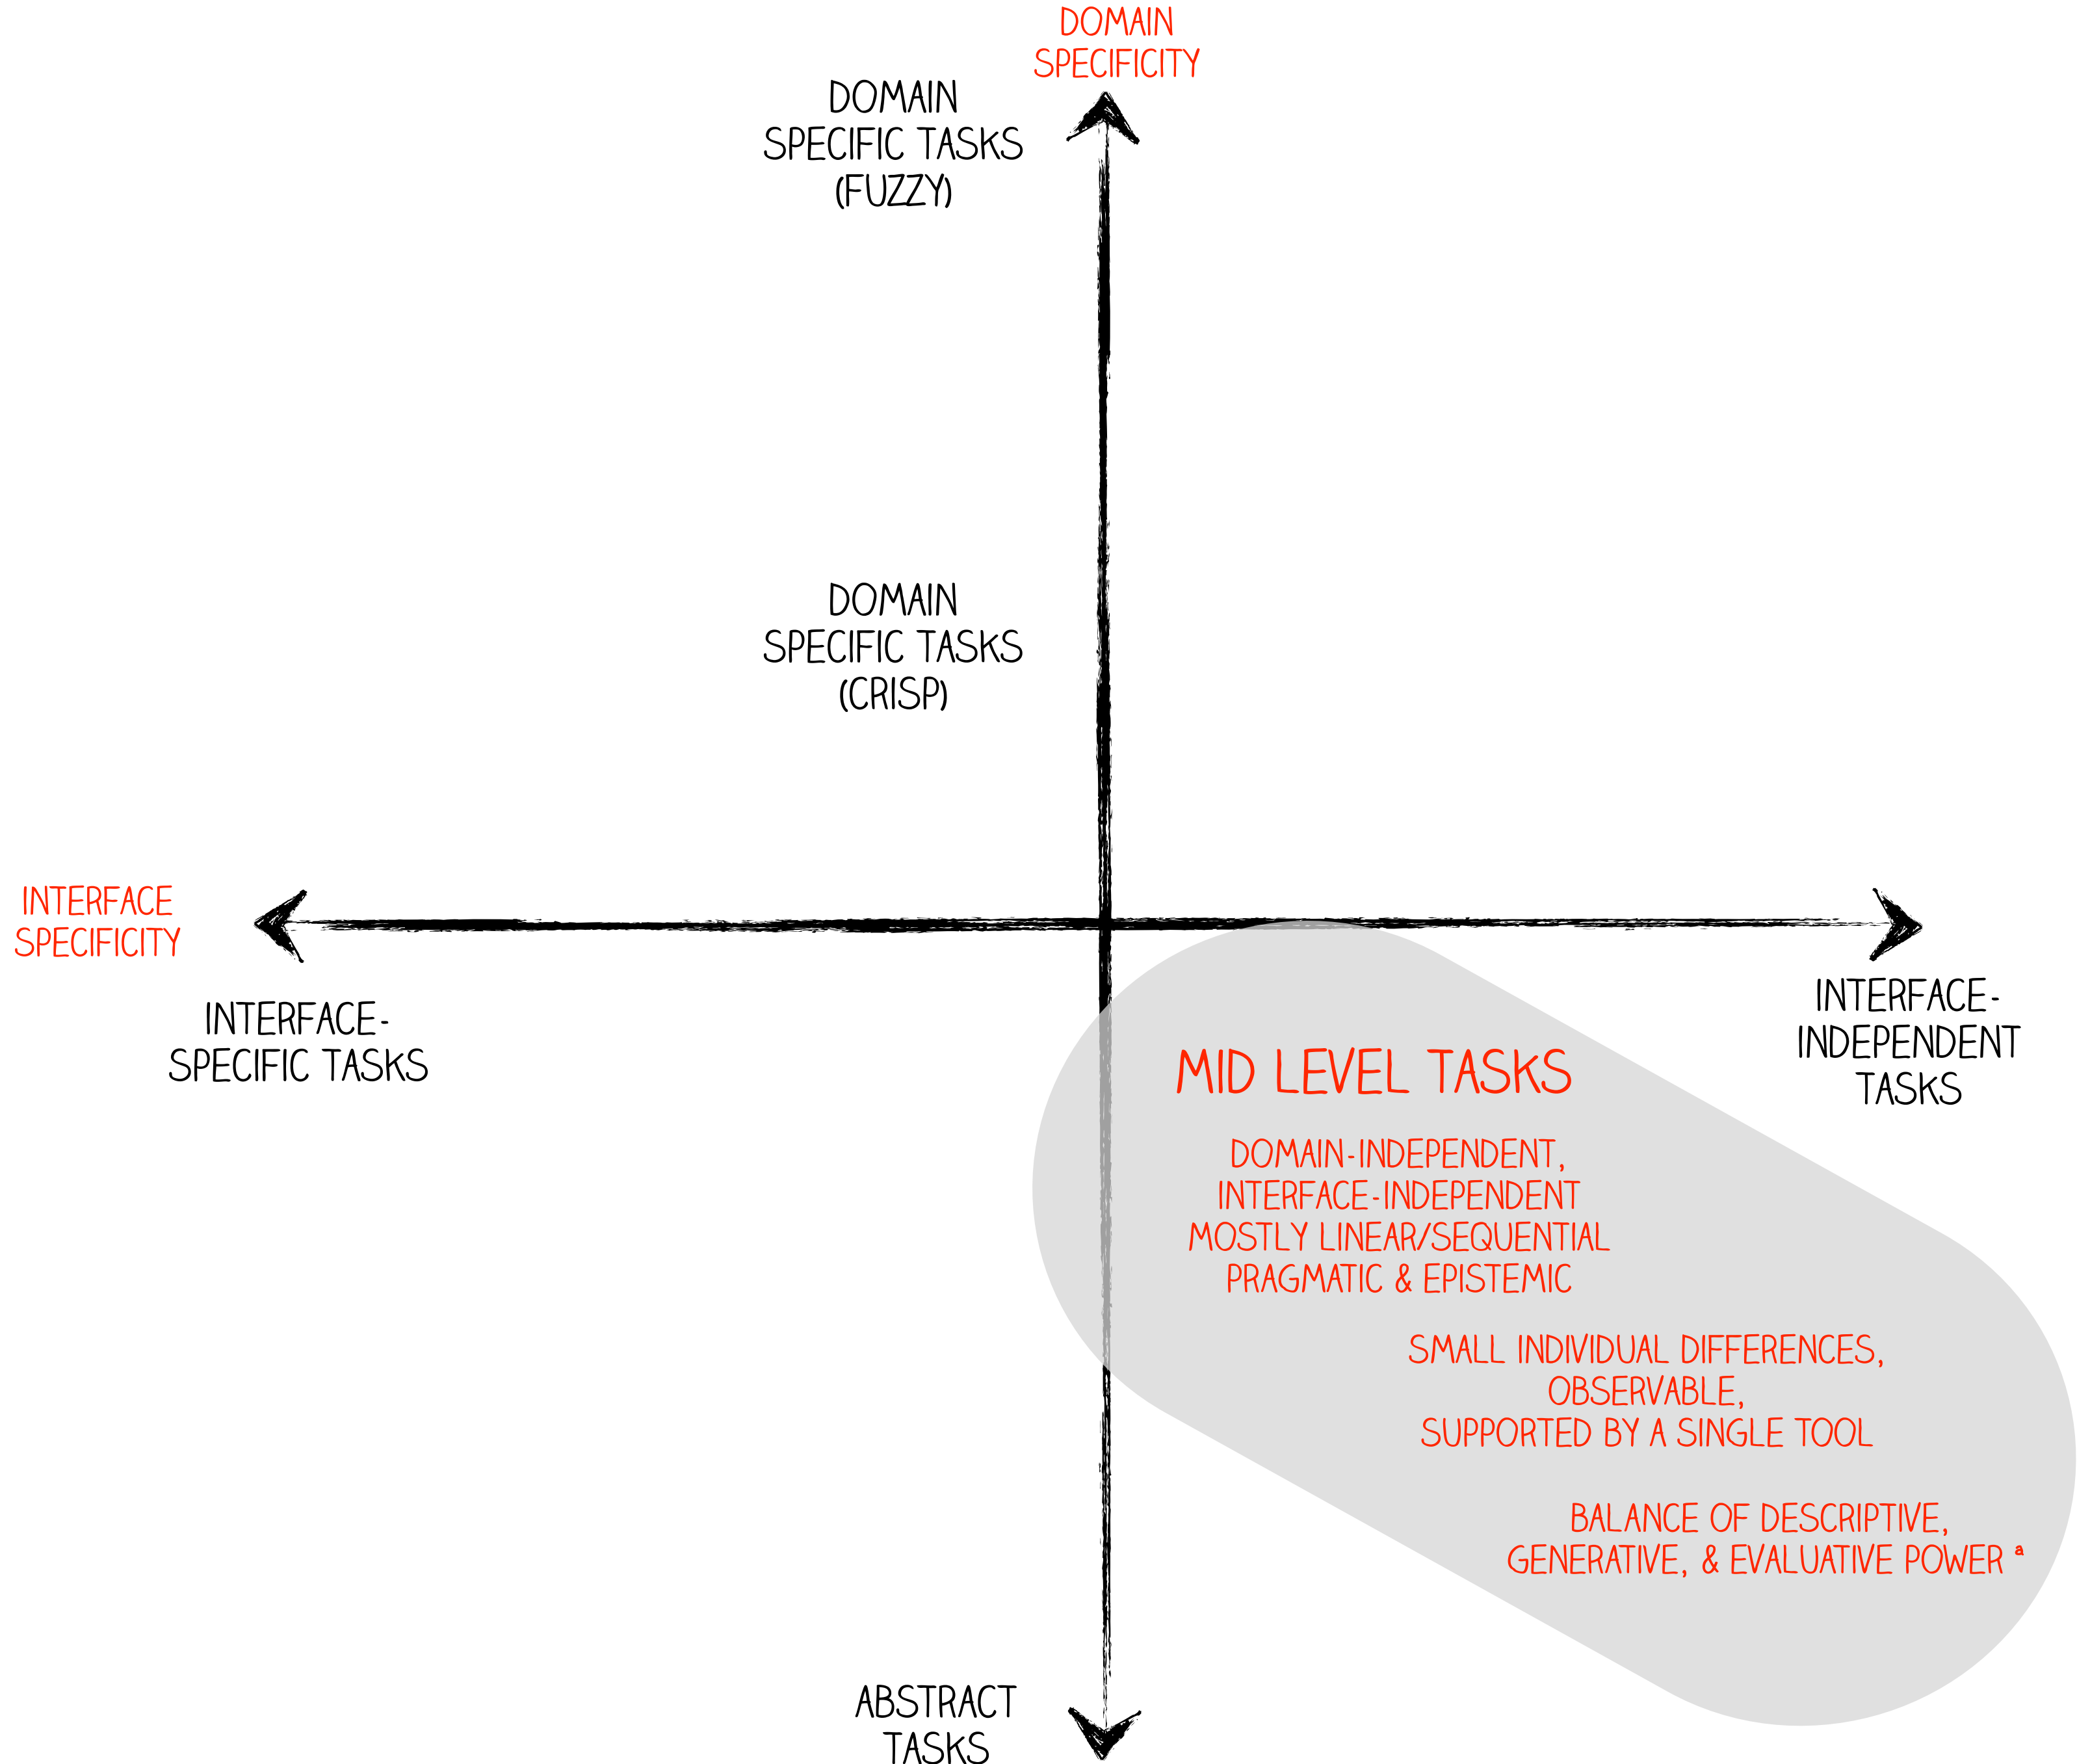 DOMAIN
SPECIFICITY
DOMAIN
SPECIFIC TASKS
(FUZZY)
DOMAIN
SPECIFIC TASKS
(CRISP)
INTERFACE
SPECIFICITY
INTERFACE-
SPECIFIC TASKS
INTERFACE-
INDEPENDENT
TASKS
MID LEVEL TASKS
DOMAIN-INDEPENDENT,
INTERFACE-INDEPENDENT
MOSTLY LINEAR/SEQUENTIAL
PRAGMATIC & EPISTEMIC
SMALL INDIVIDUAL DIFFERENCES,
OBSERVABLE,
SUPPORTED BY A SINGLE TOOL
BALANCE OF DESCRIPTIVE,
GENERATIVE, & EVALUATIVE POWER ª
ABSTRACT
TASKS